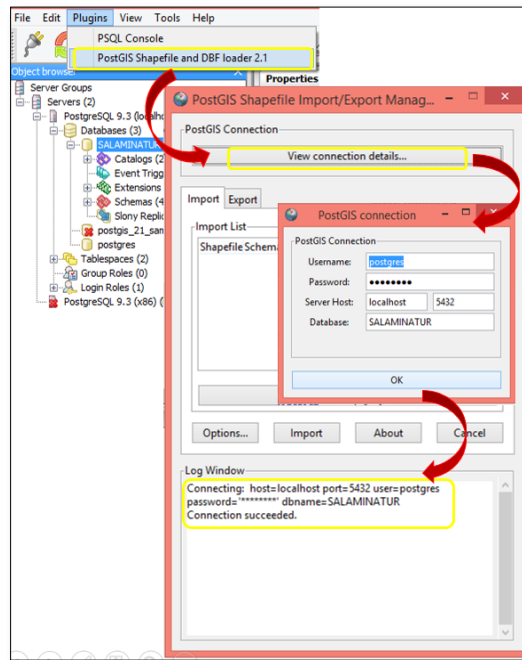 File Edit Plugins View Tools Help
PSQL Console
PostGIS Shapefile and DBF loader 2.1
Object browser
Properties
Server Groups
Servers (2)
PostgreSQL 9.3 (localho
Databases (3)
SALAMINATUR
Catalogs (2
Event Trigg
Extensions
Schemas (4
Slony Replic
postgis_21_sam
postgres
Tablespaces (2)
Group Roles (0)
Login Roles (1)
PostgreSQL 9.3 (x86) (
PostGIS Shapefile Import/Export Manag...
PostGIS Connection
View connection details...
Import Export
Import List
Shapefile Schema
PostGIS connection
PostGIS Connection
Username: postgres
Password: ●●●●●●●●
Server Host: localhost 5432
Database: SALAMINATUR
OK
Options... Import About Cancel
Log Window
Connecting: host=localhost port=5432 user=postgres
password='********' dbname=SALAMINATUR
Connection succeeded.